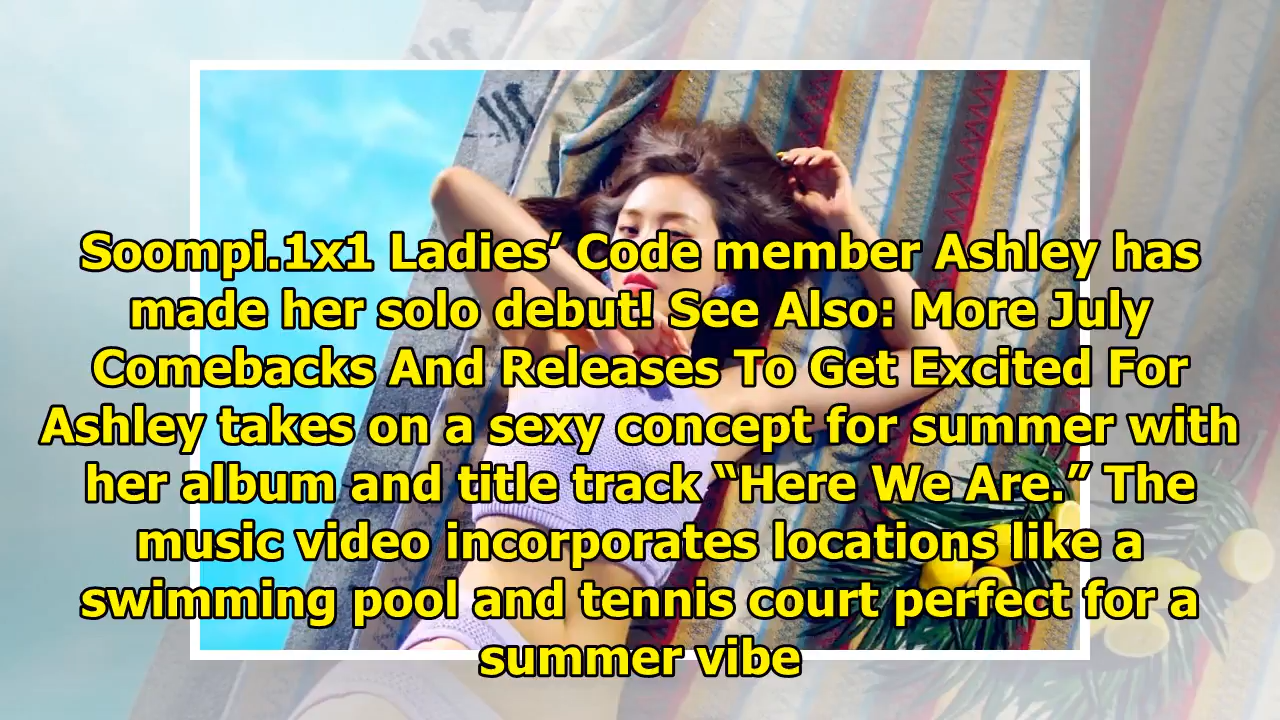 Soompi.1x1 Ladies’ Code member Ashley has
made her solo debut! See Also: More July
Comebacks And Releases To Get Excited For
Ashley takes on a sexy concept for summer with
her album and title track “Here We Are.” The
music video incorporates locations like a
swimming pool and tennis court perfect for a
summer vibe